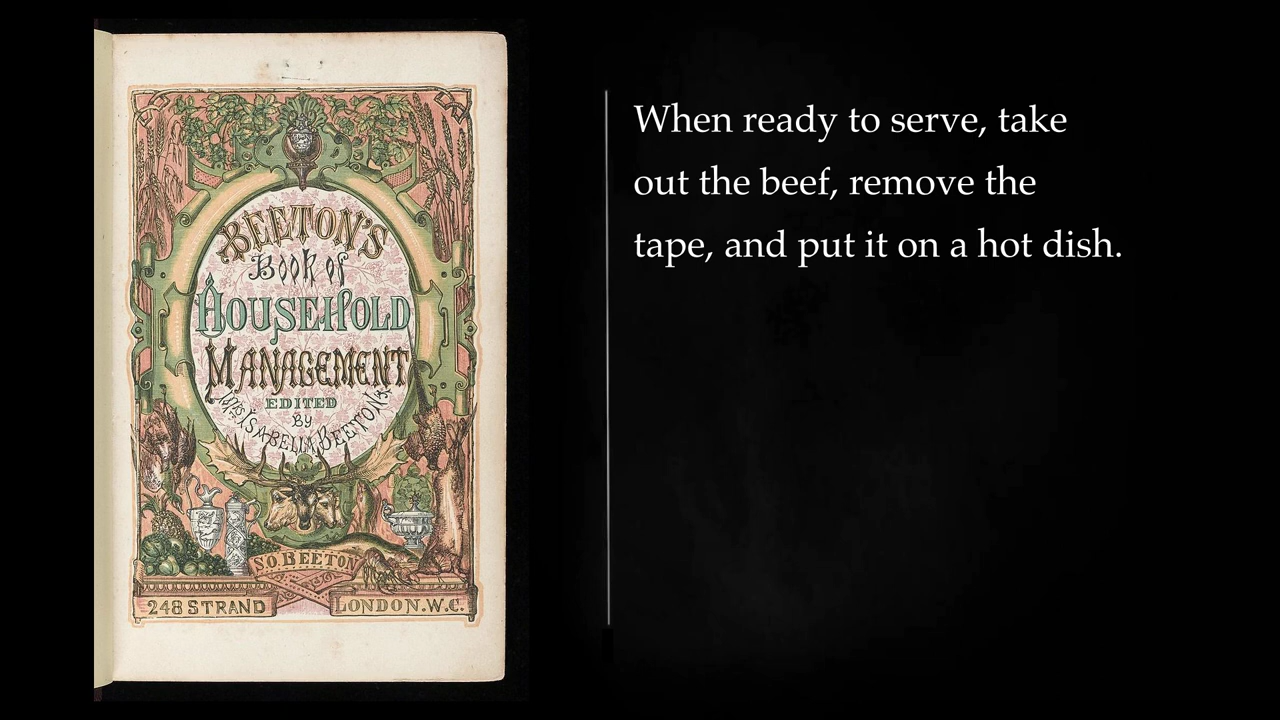 BEETON'S
Book of
HOUSEHOLD
MANAGEMENT
EDITED
BY
MRS ISABELLA BEETON
S.O. BEETON
248 STRAND
LONDON. W.C.
When ready to serve, take
out the beef, remove the
tape, and put it on a hot dish.